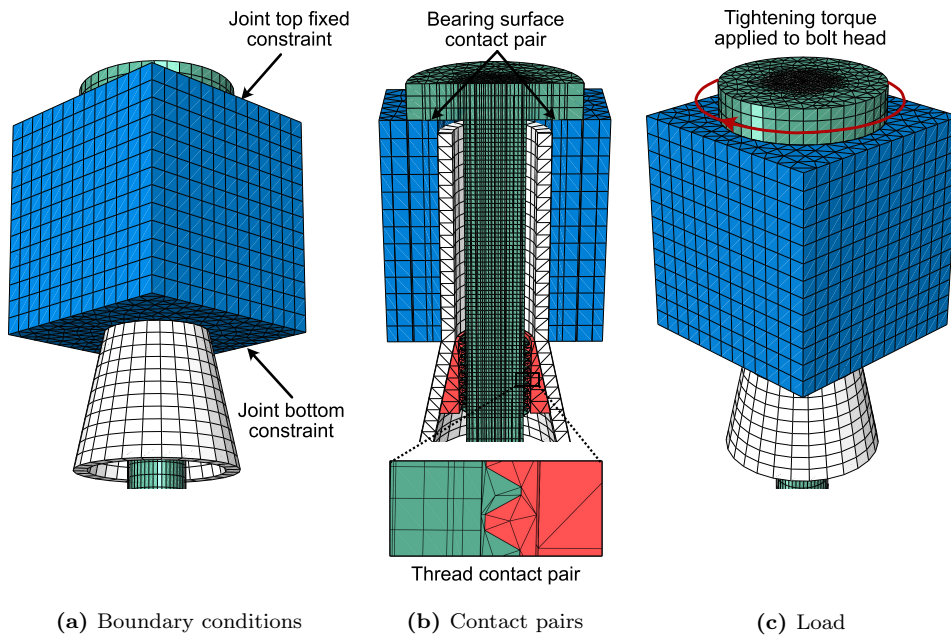 Joint top fixed
constraint
Joint bottom
constraint
(a) Boundary conditions
Bearing surface
contact pair
Thread contact pair
(b) Contact pairs
Tightening torque
applied to bolt head
(c) Load